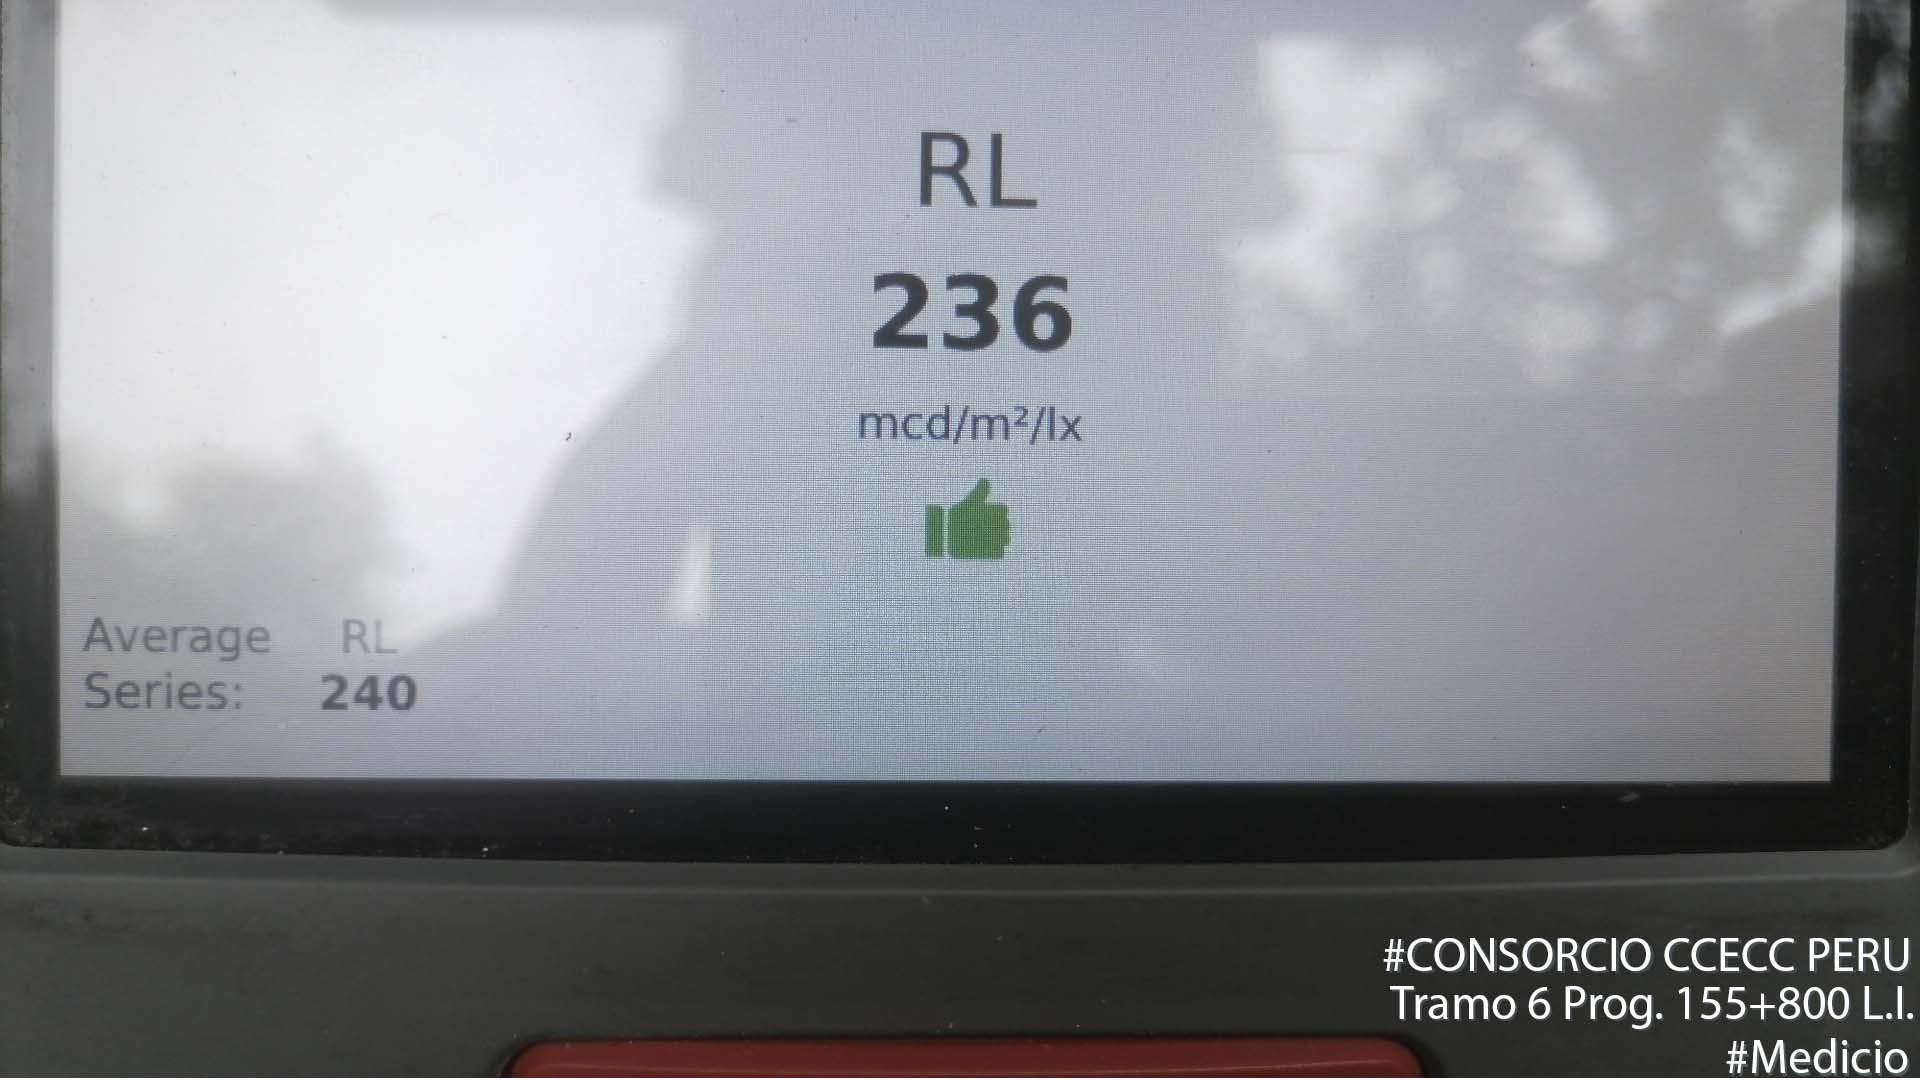 RL
236
mcd/m²/lx
Average RL
Series: 240
#CONSORCIO CCECC PERU
Tramo 6 Prog. 155+800 L.I.
#Medicio